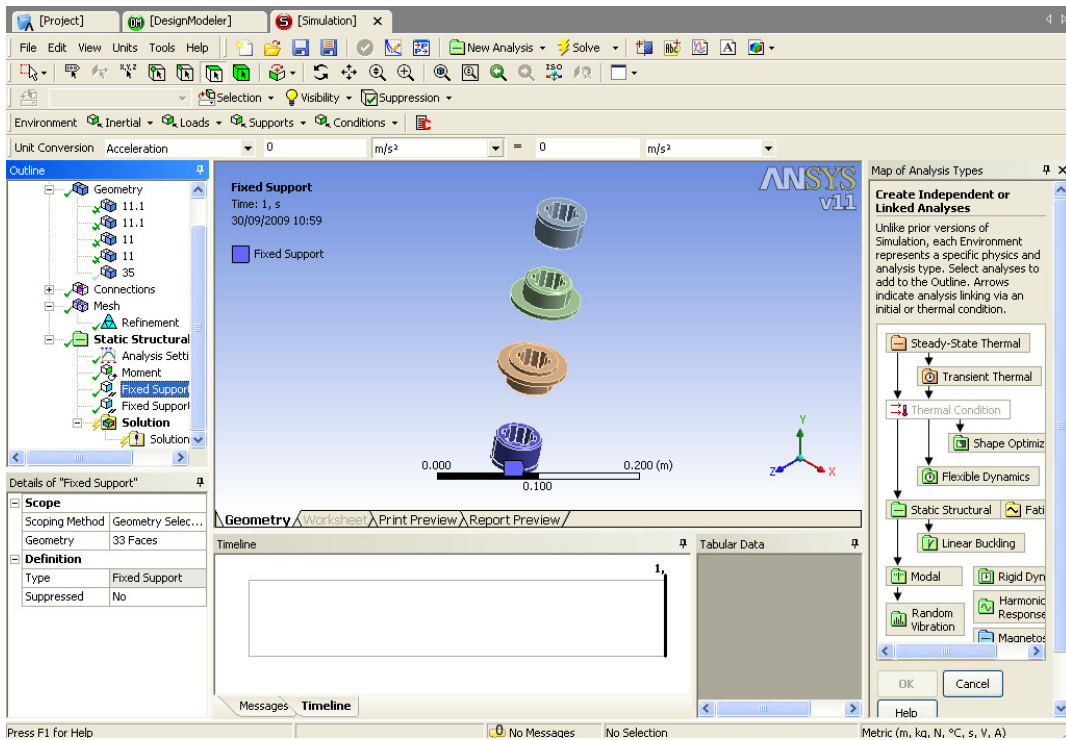 [Project] [DesignModeler] [Simulation]
File Edit View Units Tools Help New Analysis Solve
ISO
Selection Visibility Suppression
Environment Inertial Loads Supports Conditions
Unit Conversion Acceleration 0 m/s² = 0 m/s²
Outline
Geometry
11.1
11.1
11
11
35
Connections
Mesh
Refinement
Static Structural
Analysis Setti
Moment
Fixed Support
Fixed Support
Solution
Solution
Details of "Fixed Support"
Scope
Scoping Method Geometry Selec...
Geometry 33 Faces
Definition
Type Fixed Support
Suppressed No
Fixed Support
Time: 1, s
30/09/2009 10:59
Fixed Support
ANSYS
v11
0.000 0.200 (m)
0.100
Y
Z X
Geometry Worksheet Print Preview Report Preview
Timeline
1,
Messages Timeline
Tabular Data
Map of Analysis Types
Create Independent or
Linked Analyses
Unlike prior versions of
Simulation, each Environment
represents a specific physics and
analysis type. Select analyses to
add to the Outline. Arrows
indicate analysis linking via an
initial or thermal condition.
Steady-State Thermal
Transient Thermal
Thermal Condition
Shape Optimiz
Flexible Dynamics
Static Structural Fati
Linear Buckling
Modal Rigid Dyn
Random
Vibration
Harmonic
Response
Magnetos
OK Cancel
Help
Press F1 for Help 0 No Messages No Selection Metric (m, kg, N, °C, s, V, A)